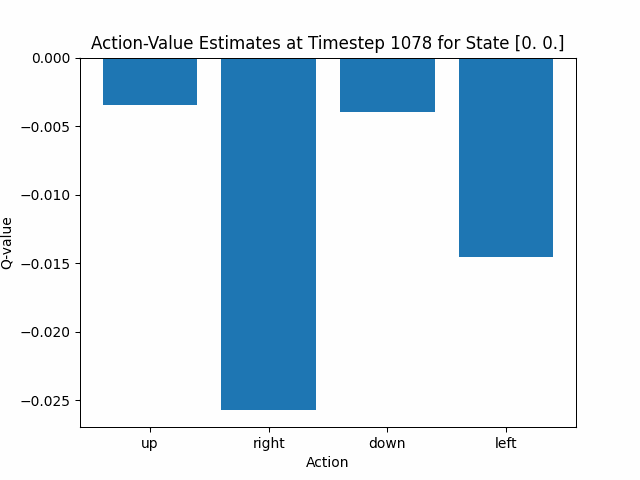 Action-Value Estimates at Timestep 1078 for State [0. 0.]
0.000
−0.005
−0.010
−0.015
−0.020
−0.025
Q-value
up right down left
Action